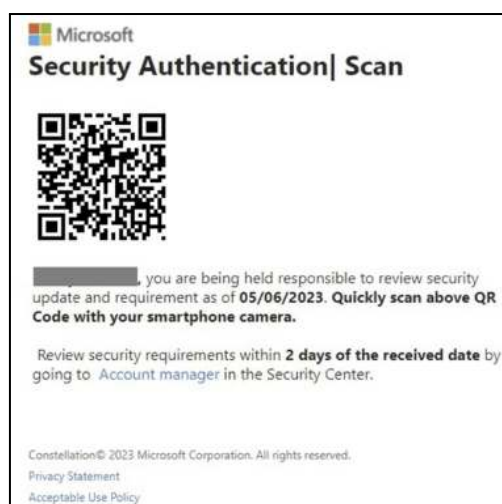 Microsoft
Security Authentication| Scan
, you are being held responsible to review security
update and requirement as of 05/06/2023. Quickly scan above QR
Code with your smartphone camera.
Review security requirements within 2 days of the received date by
going to Account manager in the Security Center.
Constellation© 2023 Microsoft Corporation. All rights reserved.
Privacy Statement
Acceptable Use Policy